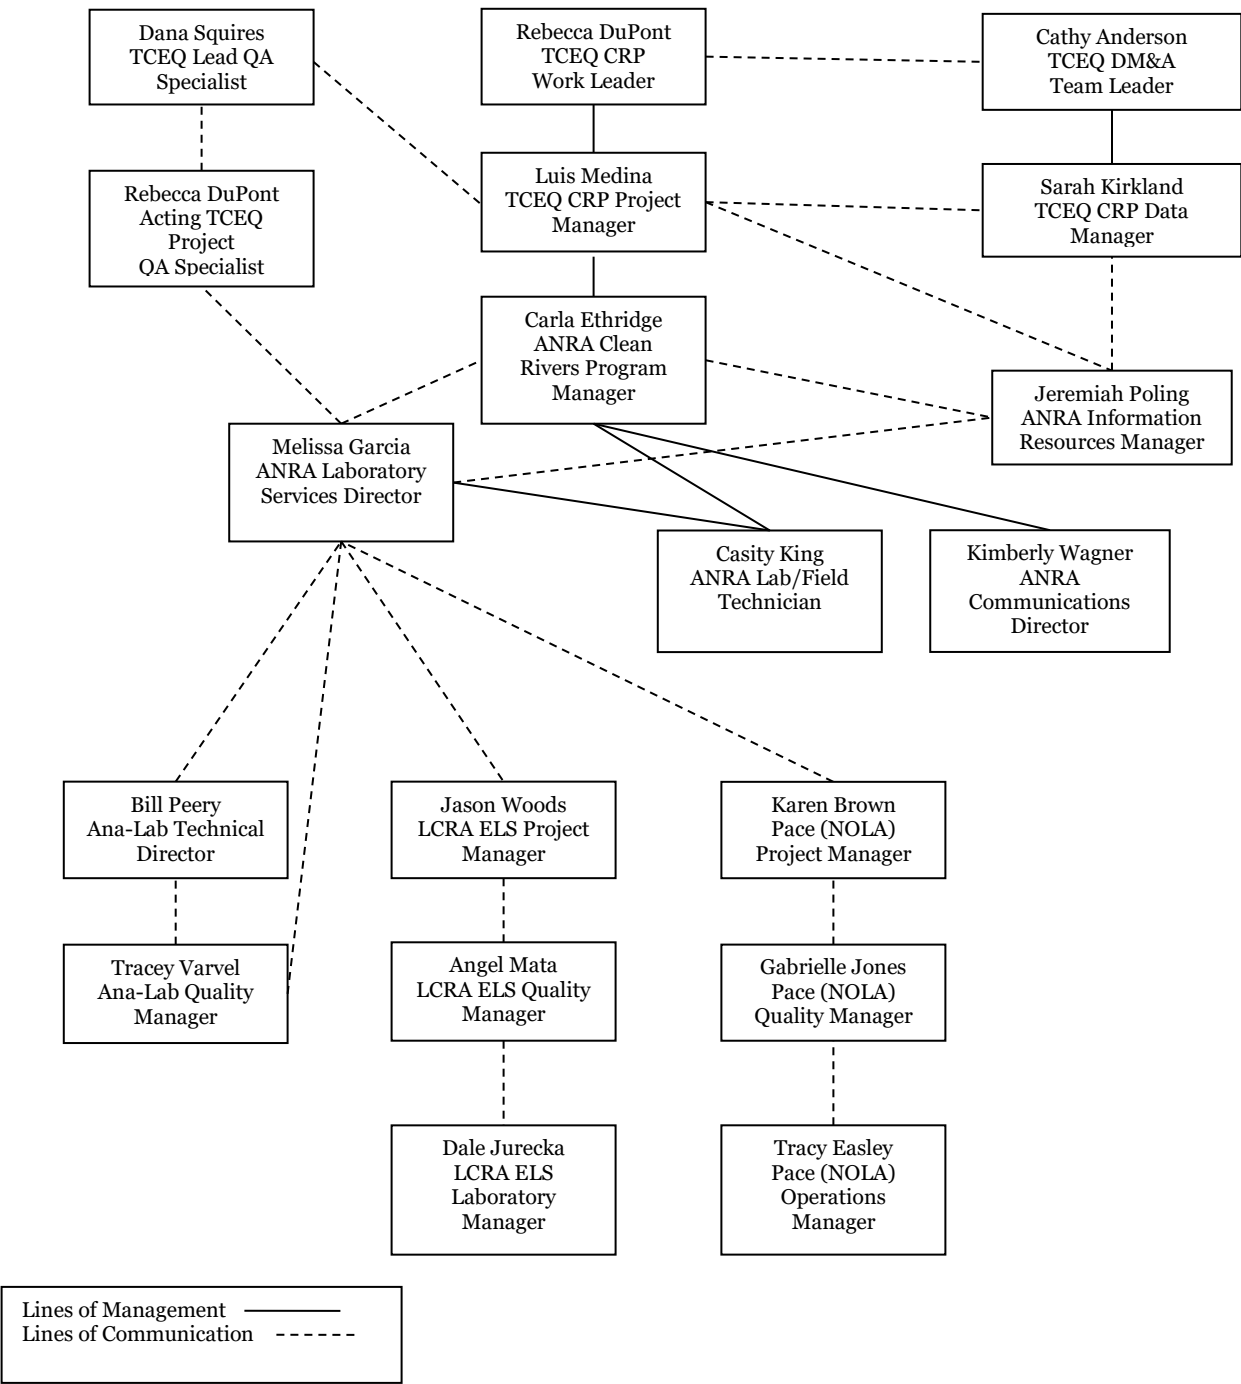 Dana Squires
TCEQ Lead QA
Specialist
Rebecca DuPont
TCEQ CRP
Work Leader
Cathy Anderson
TCEQ DM&A
Team Leader
Rebecca DuPont
Acting TCEQ
Project
QA Specialist
Luis Medina
TCEQ CRP Project
Manager
Sarah Kirkland
TCEQ CRP Data
Manager
Carla Ethridge
ANRA Clean
Rivers Program
Manager
Jeremiah Poling
ANRA Information
Resources Manager
Melissa Garcia
ANRA Laboratory
Services Director
Casity King
ANRA Lab/Field
Technician
Kimberly Wagner
ANRA
Communications
Director
Bill Peery
Ana-Lab Technical
Director
Jason Woods
LCRA ELS Project
Manager
Karen Brown
Pace (NOLA)
Project Manager
Tracey Varvel
Ana-Lab Quality
Manager
Angel Mata
LCRA ELS Quality
Manager
Gabrielle Jones
Pace (NOLA)
Quality Manager
Dale Jurecka
LCRA ELS
Laboratory
Manager
Tracy Easley
Pace (NOLA)
Operations
Manager
Lines of Management
Lines of Communication